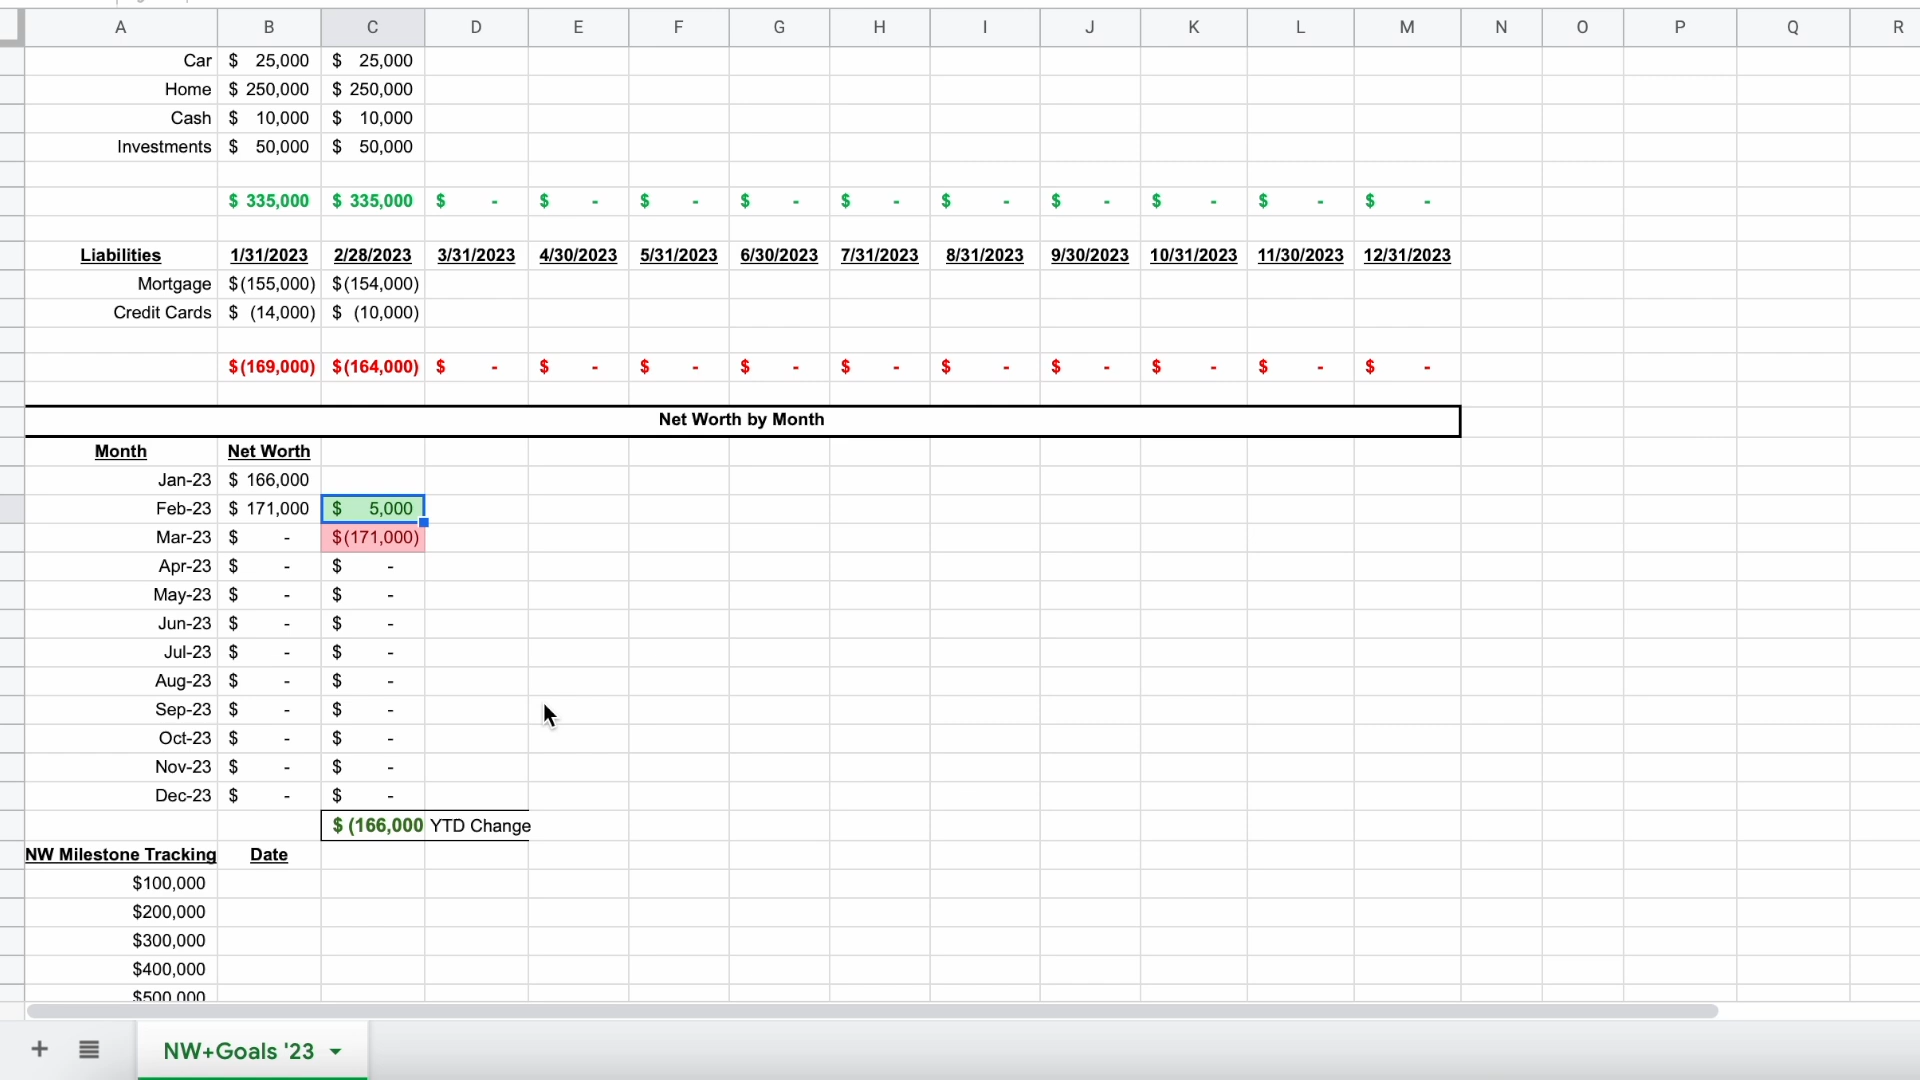 A B C D E F G H I J K L M N O P Q R
Car $ 25,000 $ 25,000
Home $ 250,000 $ 250,000
Cash $ 10,000 $ 10,000
Investments $ 50,000 $ 50,000
$ 335,000 $ 335,000 $ - $ - $ - $ - $ - $ - $ - $ - $ - $ -
Liabilities 1/31/2023 2/28/2023 3/31/2023 4/30/2023 5/31/2023 6/30/2023 7/31/2023 8/31/2023 9/30/2023 10/31/2023 11/30/2023 12/31/2023
Mortgage $(155,000) $(154,000)
Credit Cards $ (14,000) $ (10,000)
$(169,000) $(164,000) $ - $ - $ - $ - $ - $ - $ - $ - $ - $ -
Net Worth by Month
Month Net Worth
Jan-23 $ 166,000
Feb-23 $ 171,000 $ 5,000
Mar-23 $ - $(171,000)
Apr-23 $ - $ -
May-23 $ - $ -
Jun-23 $ - $ -
Jul-23 $ - $ -
Aug-23 $ - $ -
Sep-23 $ - $ -
Oct-23 $ - $ -
Nov-23 $ - $ -
Dec-23 $ - $ -
$ (166,000 YTD Change
NW Milestone Tracking Date
$100,000
$200,000
$300,000
$400,000
$500,000
NW+Goals '23